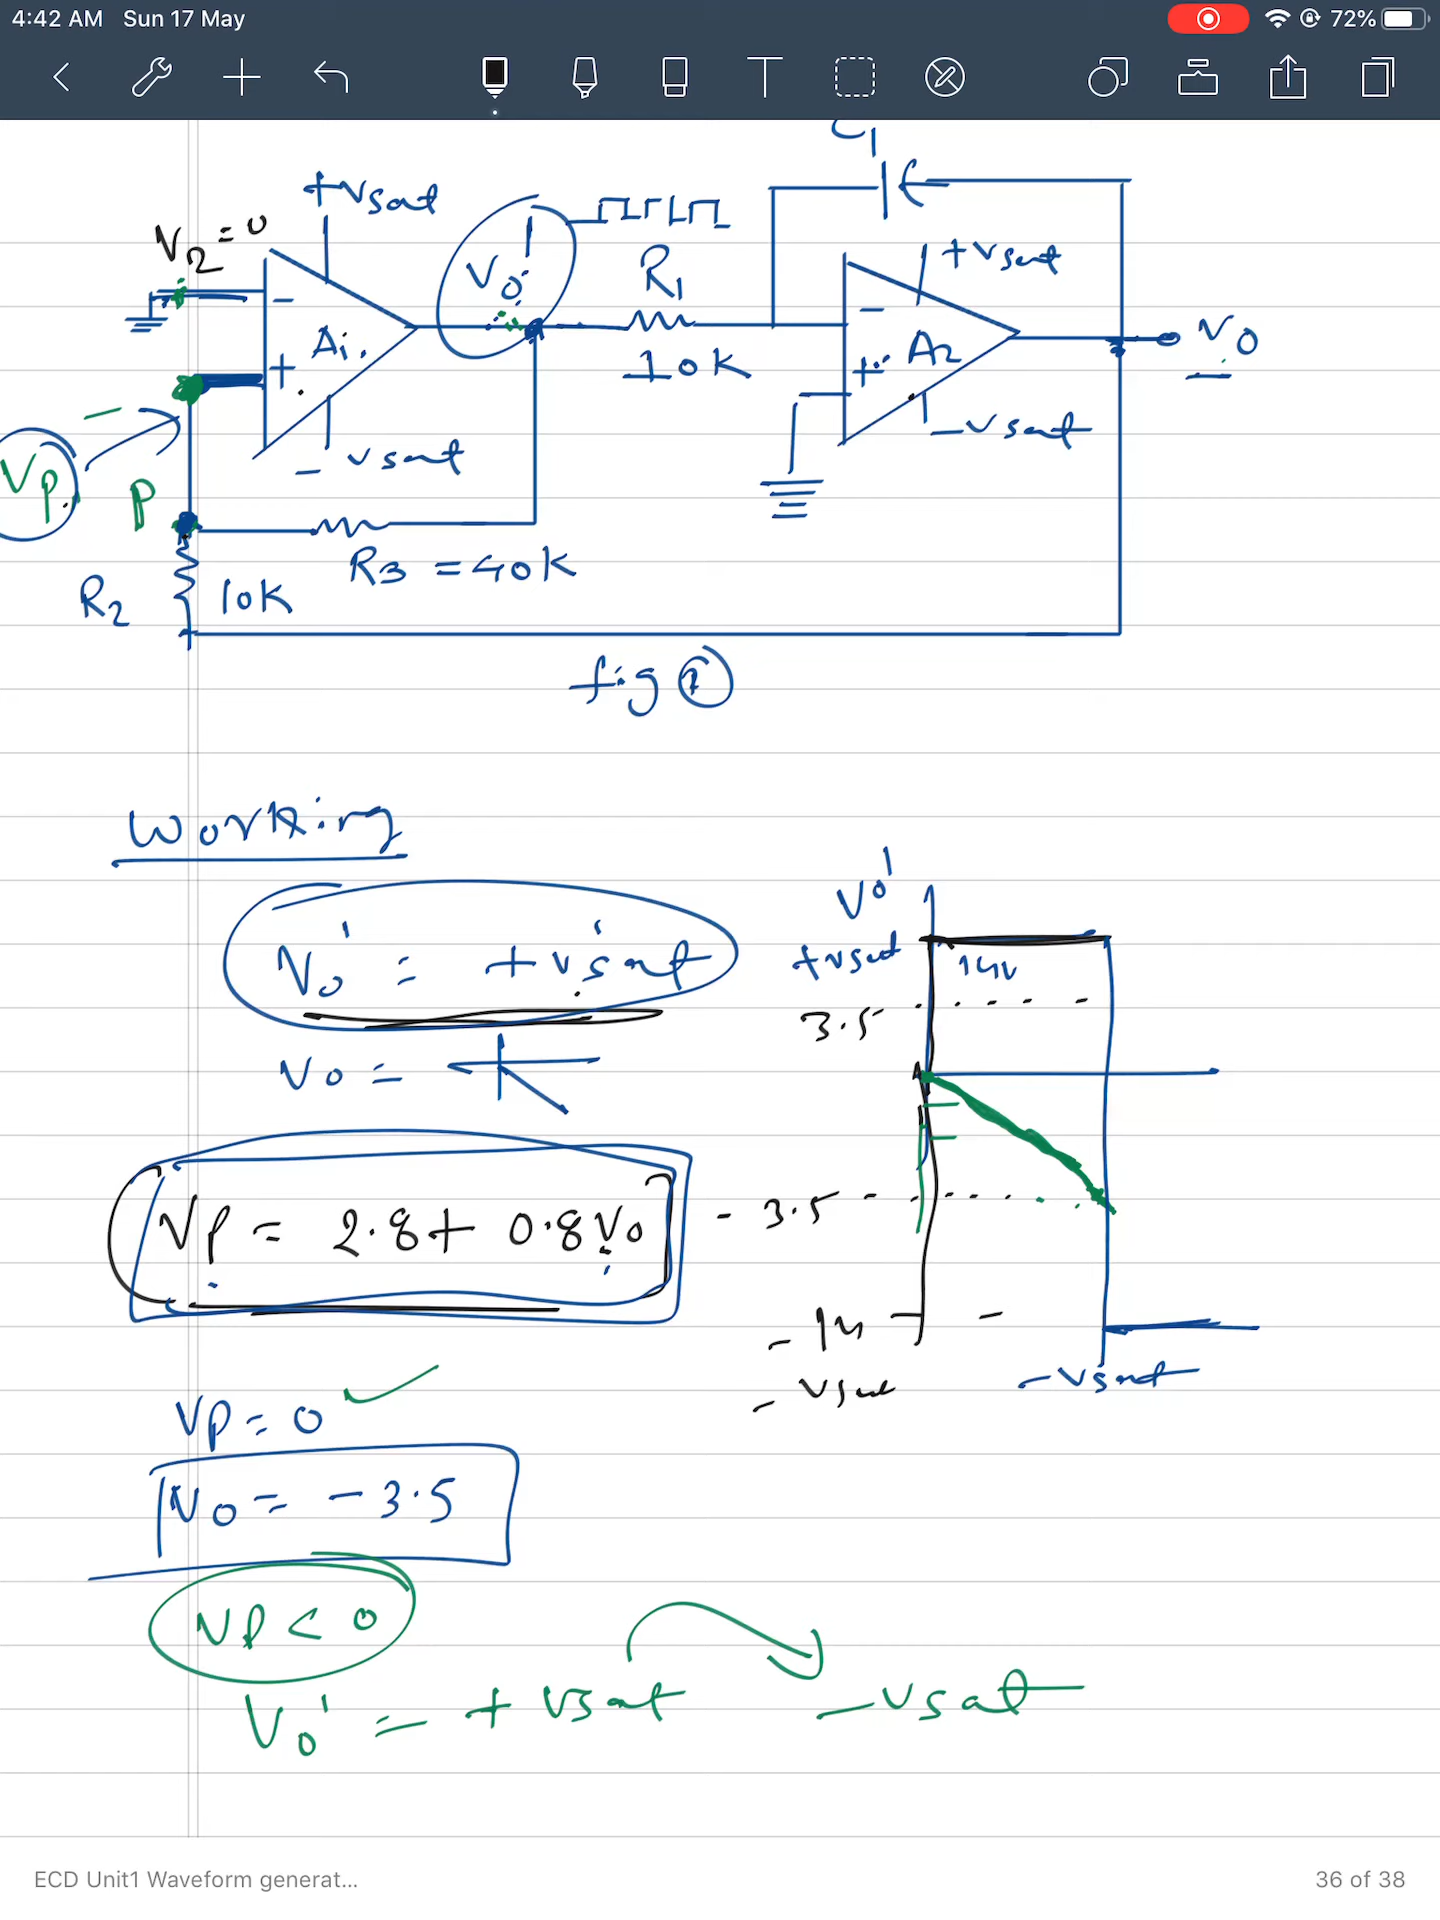 4:42 AM Sun 17 May 72%
C1
+Vsat
V2 = 0
Vo'
R1
+Vsat
-
A1.
-
A2
Vo
+
10K
+
-Vsat
-Vsat
Vp
P
R3 = 40K
R2
10K
fig 1
Working
Vo'
Vo' = +Vsat
+Vsat
14V
3.5
Vo =
Vp = 2.8 + 0.8 Vo
- 3.5
- 14
- Vsat
- Vsat
Vp = 0
Vo = - 3.5
Vp < 0
Vo' = + Vsat - Vsat
ECD Unit1 Waveform generat...
36 of 38